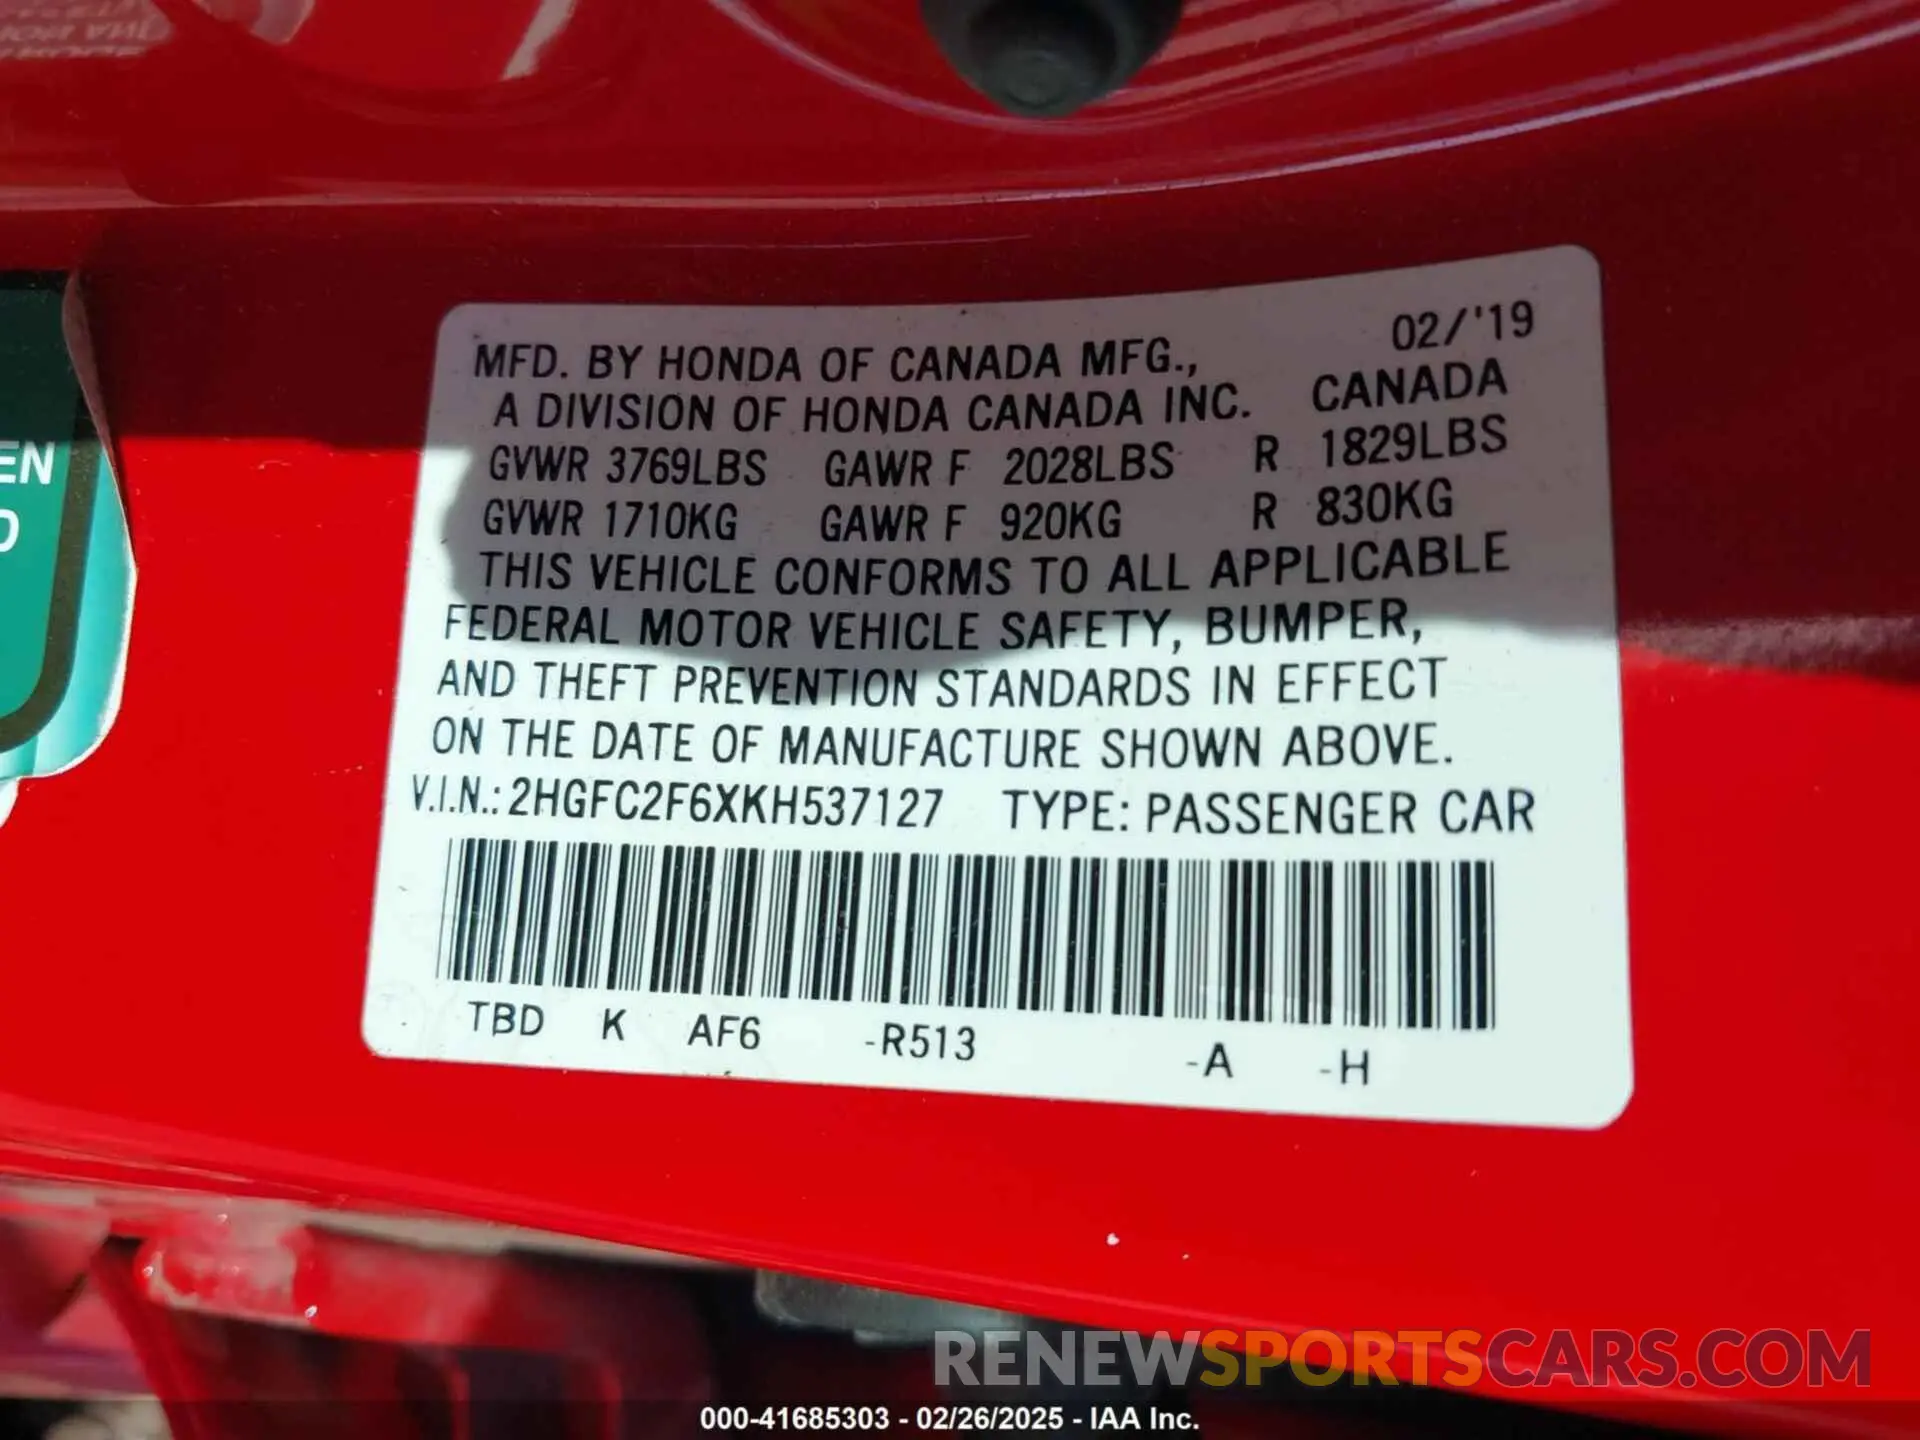 02/'19
MFD. BY HONDA OF CANADA MFG.,
A DIVISION OF HONDA CANADA INC. CANADA
GVWR 3769LBS GAWR F 2028LBS R 1829LBS
GVWR 1710KG GAWR F 920KG R 830KG
THIS VEHICLE CONFORMS TO ALL APPLICABLE
FEDERAL MOTOR VEHICLE SAFETY, BUMPER,
AND THEFT PREVENTION STANDARDS IN EFFECT
ON THE DATE OF MANUFACTURE SHOWN ABOVE.
V.I.N.: 2HGFC2F6XKH537127 TYPE: PASSENGER CAR
TBD K AF6 -R513 -A -H
EN
D
RENEWSPORTSCARS.COM
000-41685303 - 02/26/2025 - IAA Inc.